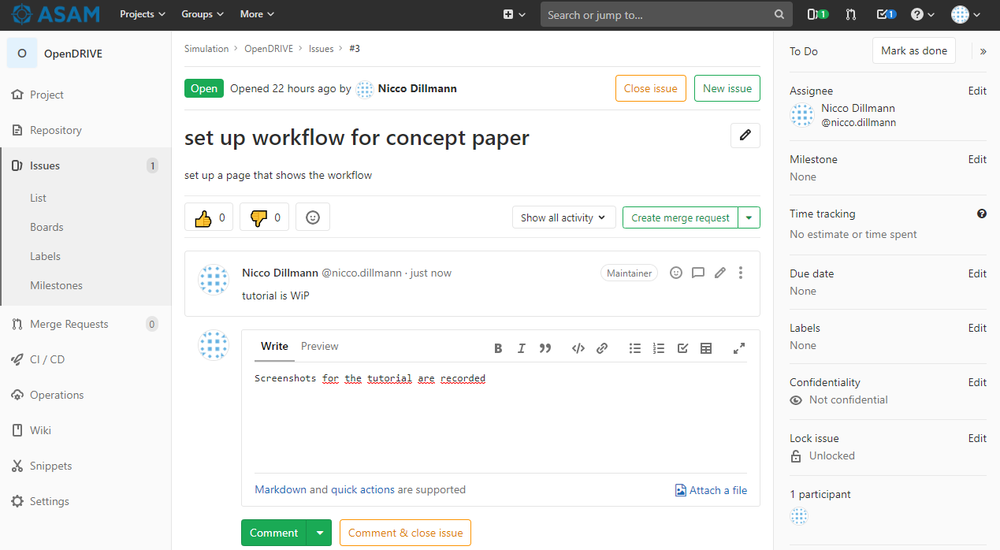 ASAM Projects Groups More Search or jump to... 1 1
O OpenDRIVE
Project
Repository
Issues 1
List
Boards
Labels
Milestones
Merge Requests 0
CI / CD
Operations
Wiki
Snippets
Settings
Simulation > OpenDRIVE > Issues > #3
Open Opened 22 hours ago by Nicco Dillmann Close issue New issue
set up workflow for concept paper
set up a page that shows the workflow
0 0 Show all activity Create merge request
Nicco Dillmann @nicco.dillmann · just now Maintainer
tutorial is WiP
Write Preview
Screenshots for the tutorial are recorded
Markdown and quick actions are supported Attach a file
Comment Comment & close issue
To Do Mark as done »
Assignee Edit
Nicco Dillmann
@nicco.dillmann
Milestone Edit
None
Time tracking
No estimate or time spent
Due date Edit
None
Labels Edit
None
Confidentiality Edit
Not confidential
Lock issue Edit
Unlocked
1 participant